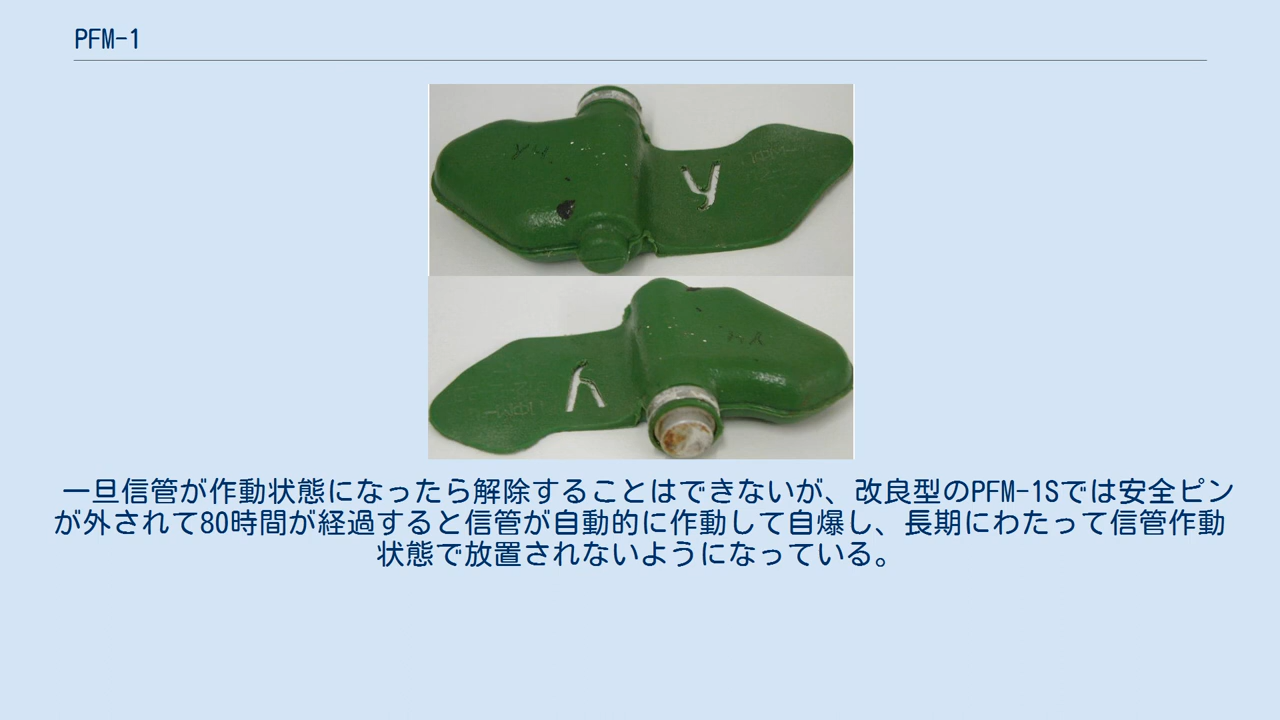 PFM-1
一旦信管が作動状態になったら解除することはできないが、改良型のPFM-1Sでは安全ピン
が外されて80時間が経過すると信管が自動的に作動して自爆し、長期にわたって信管作動
状態で放置されないようになっている。